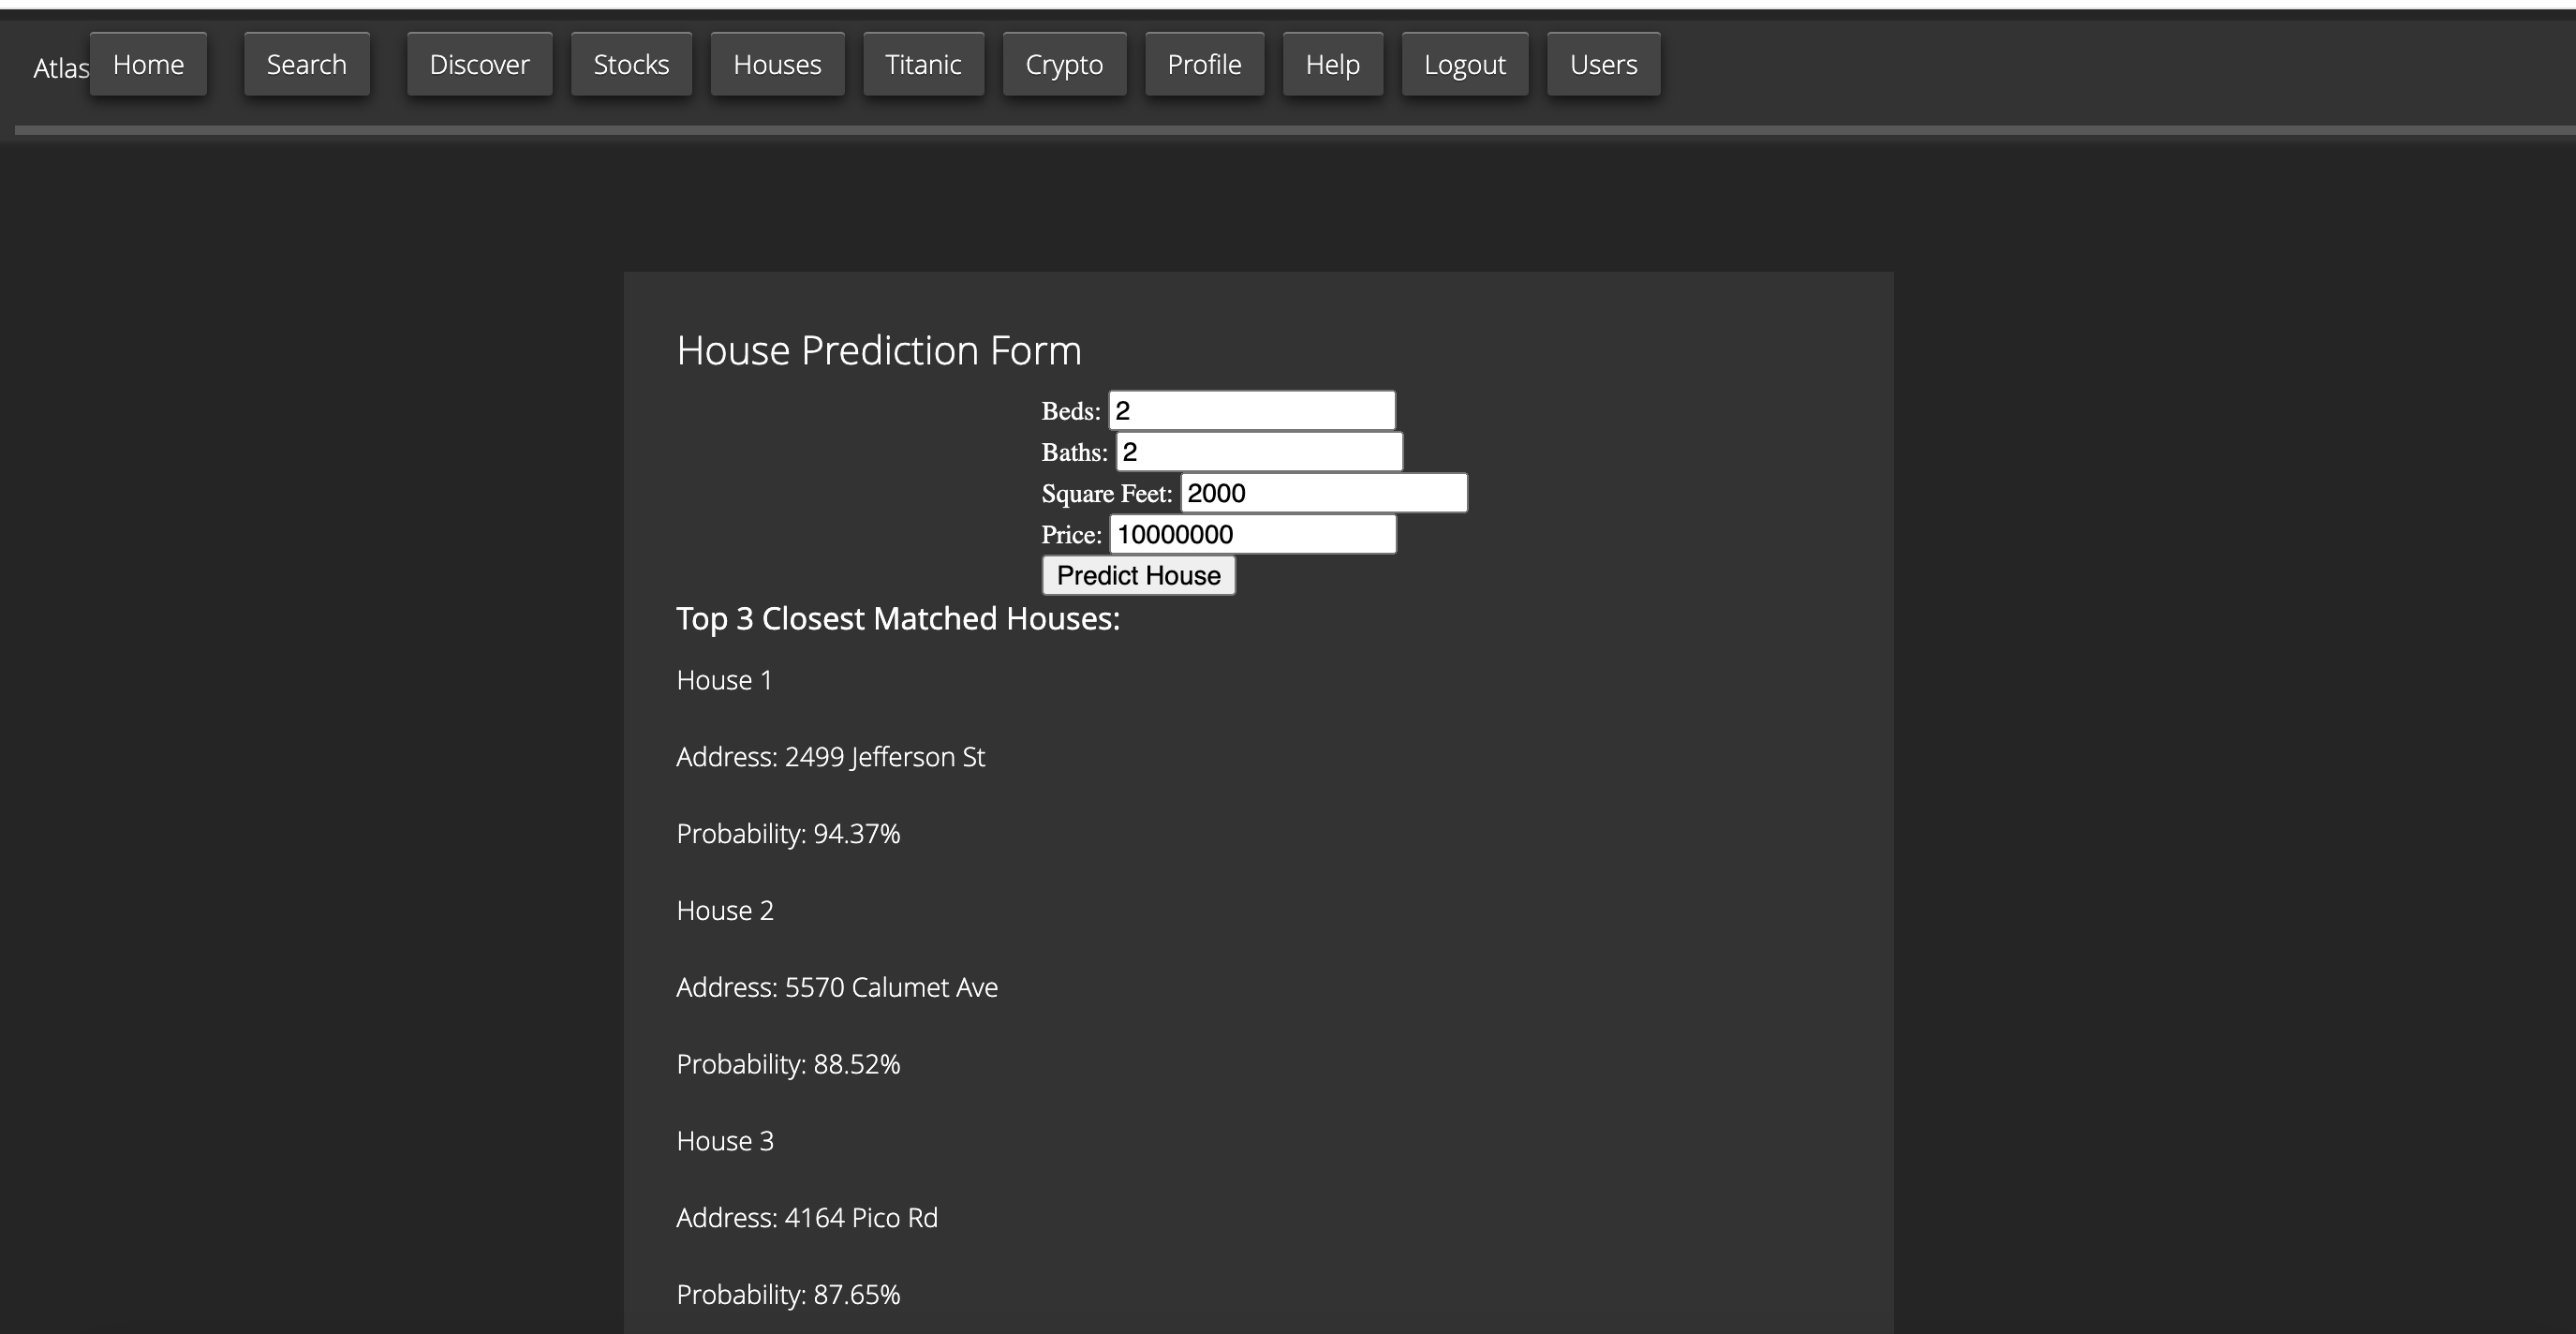 Atlas Home Search Discover Stocks Houses Titanic Crypto Profile Help Logout Users
House Prediction Form
Beds: 2
Baths: 2
Square Feet: 2000
Price: 10000000
Predict House
Top 3 Closest Matched Houses:
House 1
Address: 2499 Jefferson St
Probability: 94.37%
House 2
Address: 5570 Calumet Ave
Probability: 88.52%
House 3
Address: 4164 Pico Rd
Probability: 87.65%